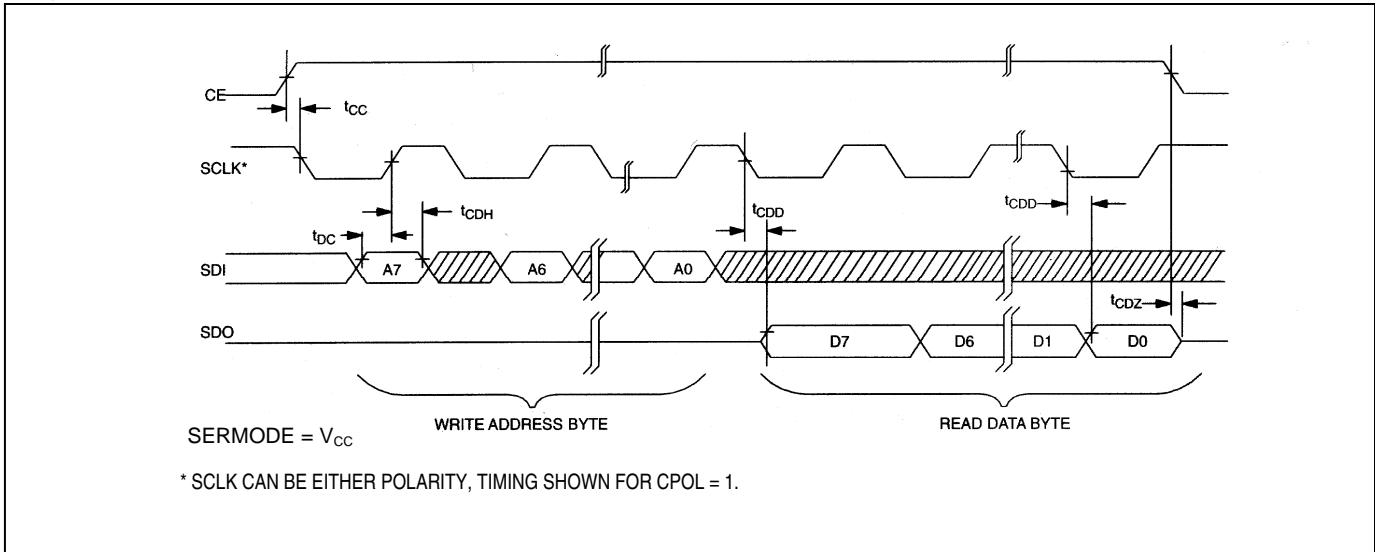 CE
tCC
SCLK*
tCDH
tCDD
tCDD
tDC
SDI
A7
A6
A0
tCDZ
SDO
D7
D6
D1
D0
WRITE ADDRESS BYTE
READ DATA BYTE
SERMODE = VCC
* SCLK CAN BE EITHER POLARITY, TIMING SHOWN FOR CPOL = 1.